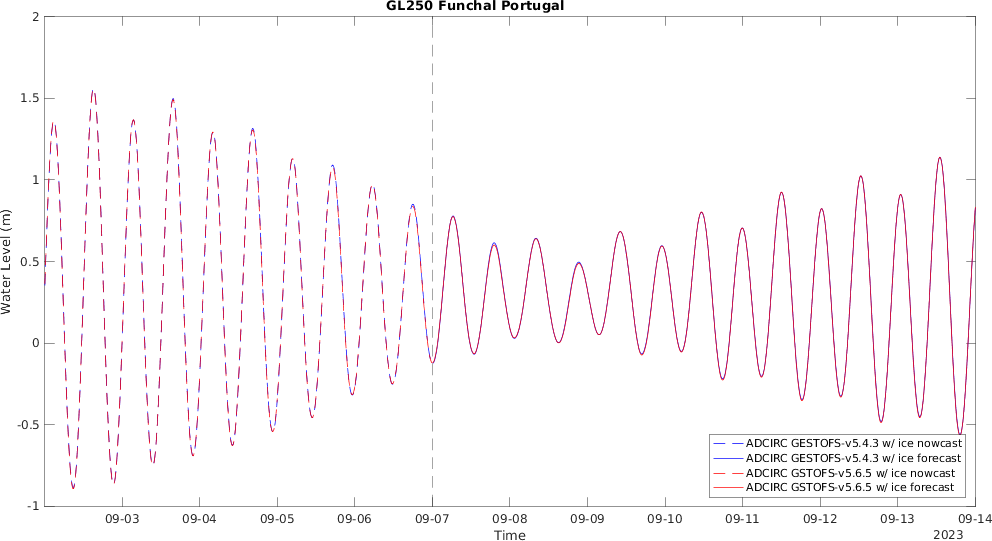 GL250 Funchal Portugal
2
1.5
1
0.5
0
-0.5
-1
Water Level (m)
ADCIRC GESTOFS-v5.4.3 w/ ice nowcast
ADCIRC GESTOFS-v5.4.3 w/ ice forecast
ADCIRC GSTOFS-v5.6.5 w/ ice nowcast
ADCIRC GSTOFS-v5.6.5 w/ ice forecast
09-03 09-04 09-05 09-06 09-07 09-08 09-09 09-10 09-11 09-12 09-13 09-14
Time
2023